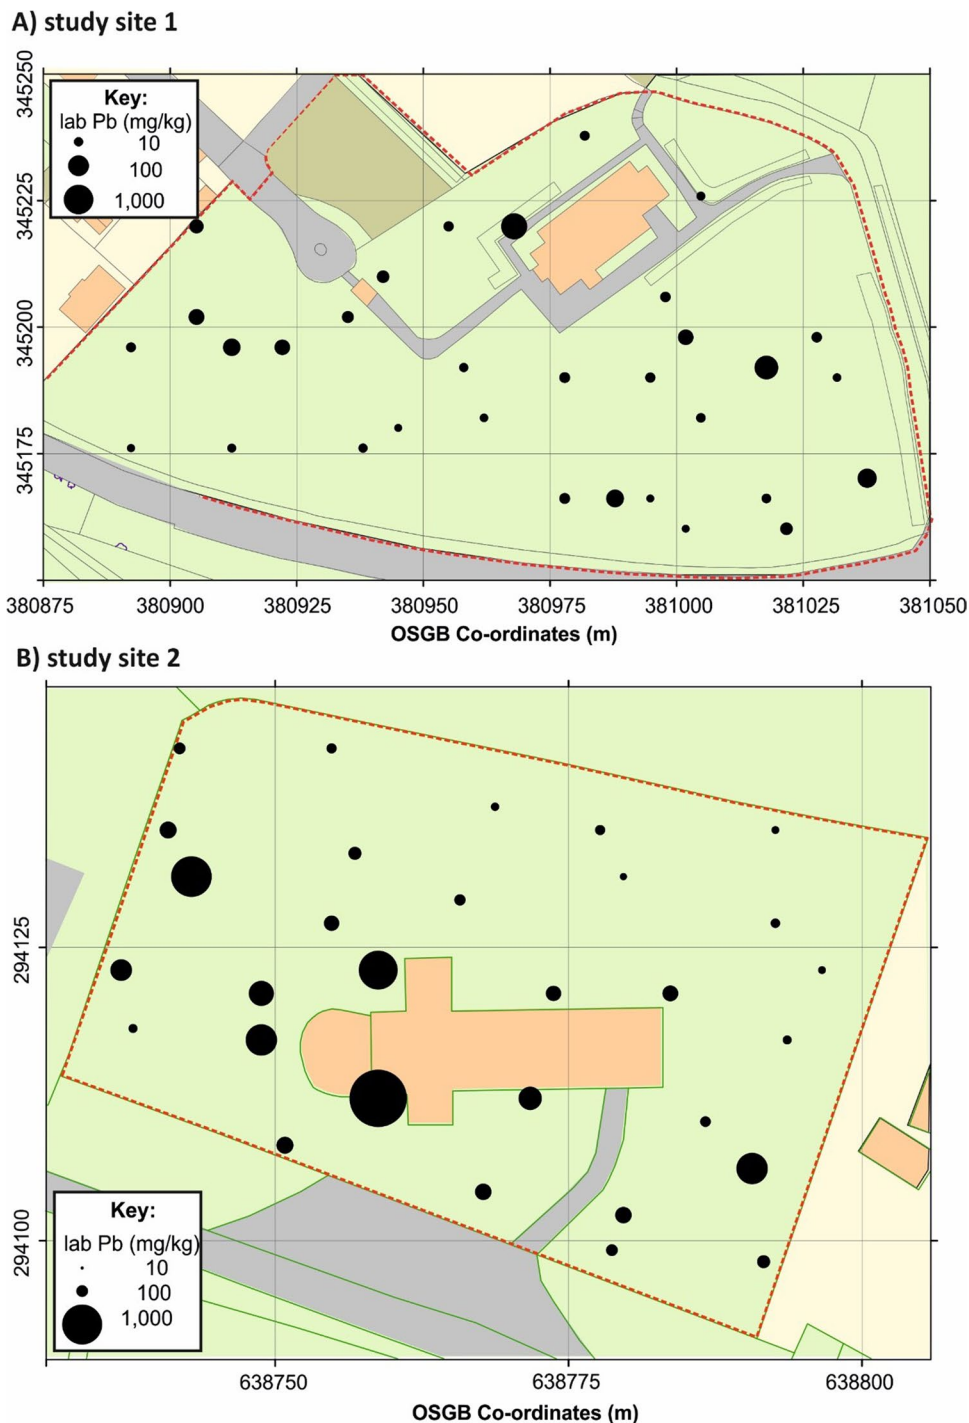 A) study site 1
345250
345225
345200
345175
Key:
lab Pb (mg/kg)
10
100
1,000
380875 380900 380925 380950 380975 381000 381025 381050
OSGB Co-ordinates (m)
B) study site 2
294125
294100
Key:
lab Pb (mg/kg)
10
100
1,000
638750 638775 638800
OSGB Co-ordinates (m)